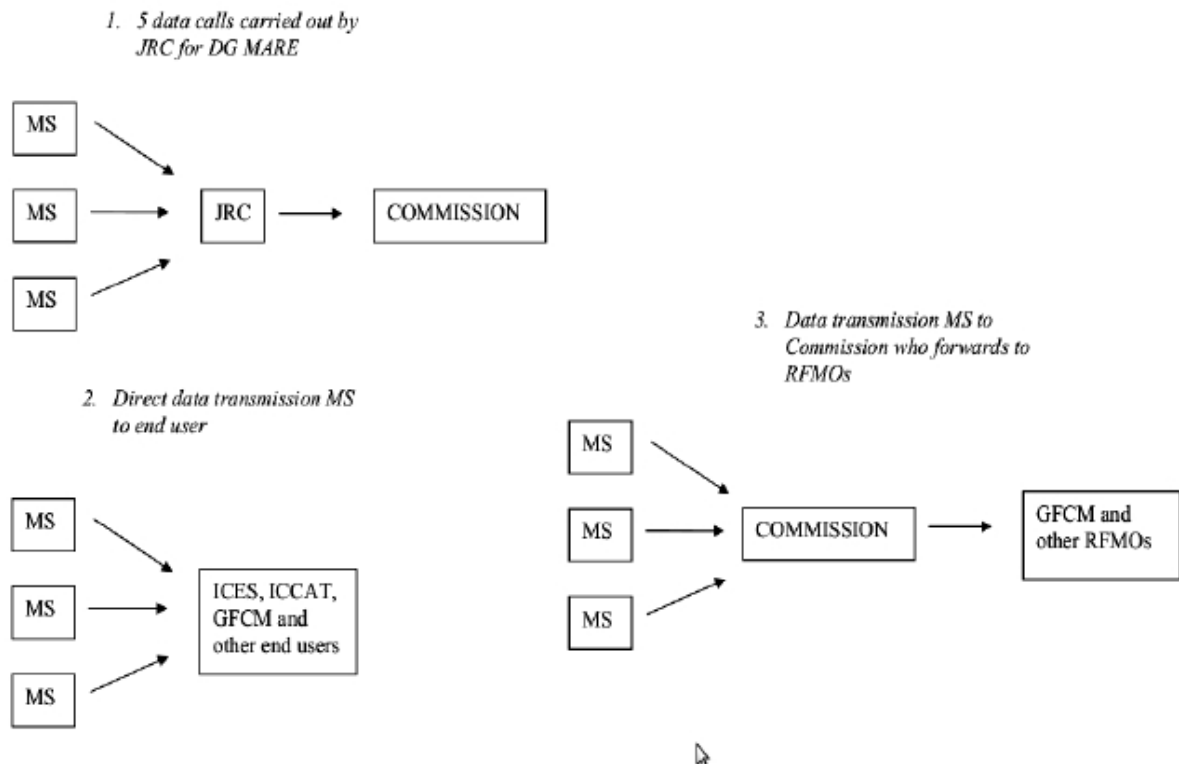 1. 5 data calls carried out by
JRC for DG MARE
MS
MS
JRC
COMMISSION
MS
2. Direct data transmission MS
to end user
MS
MS
ICES, ICCAT,
GFCM and
other end users
MS
3. Data transmission MS to
Commission who forwards to
RFMOs
MS
MS
COMMISSION
GFCM and
other RFMOs
MS